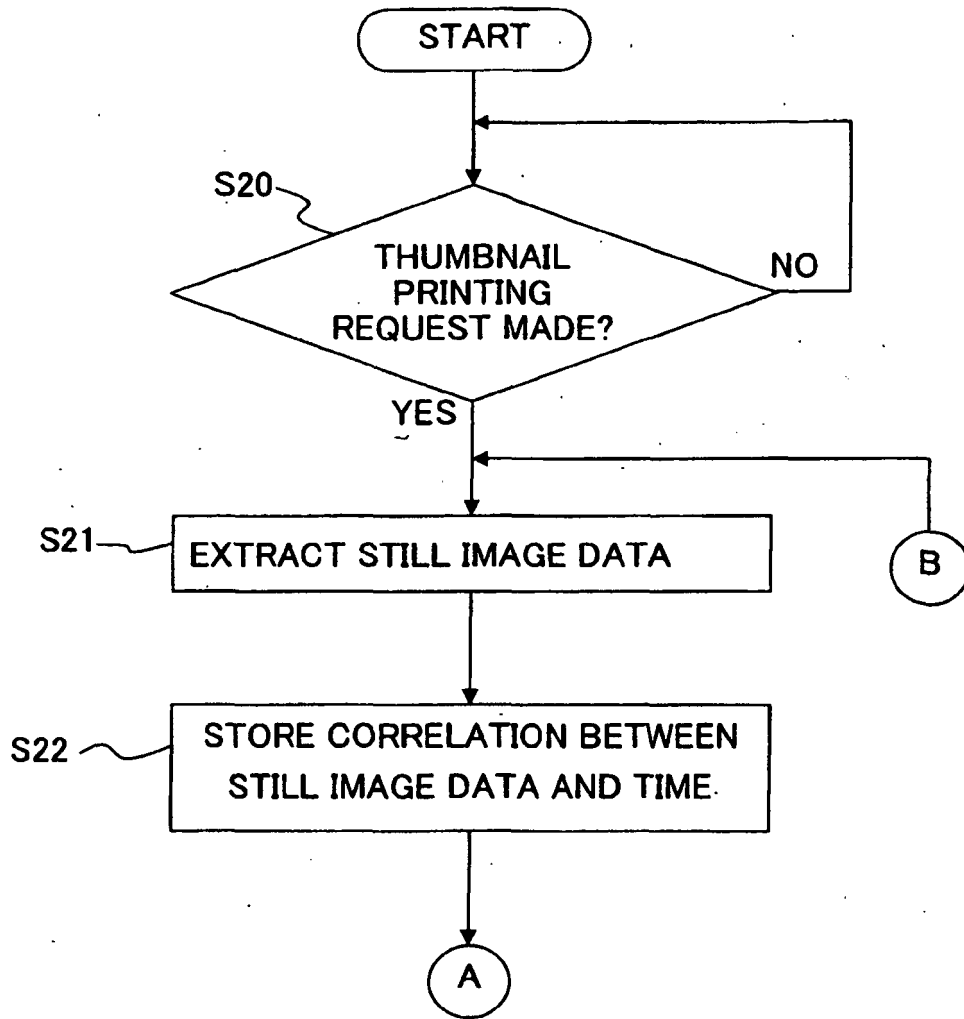 START
S20
THUMBNAIL
PRINTING
REQUEST MADE?
NO
YES
S21
EXTRACT STILL IMAGE DATA
B
S22
STORE CORRELATION BETWEEN
STILL IMAGE DATA AND TIME
A